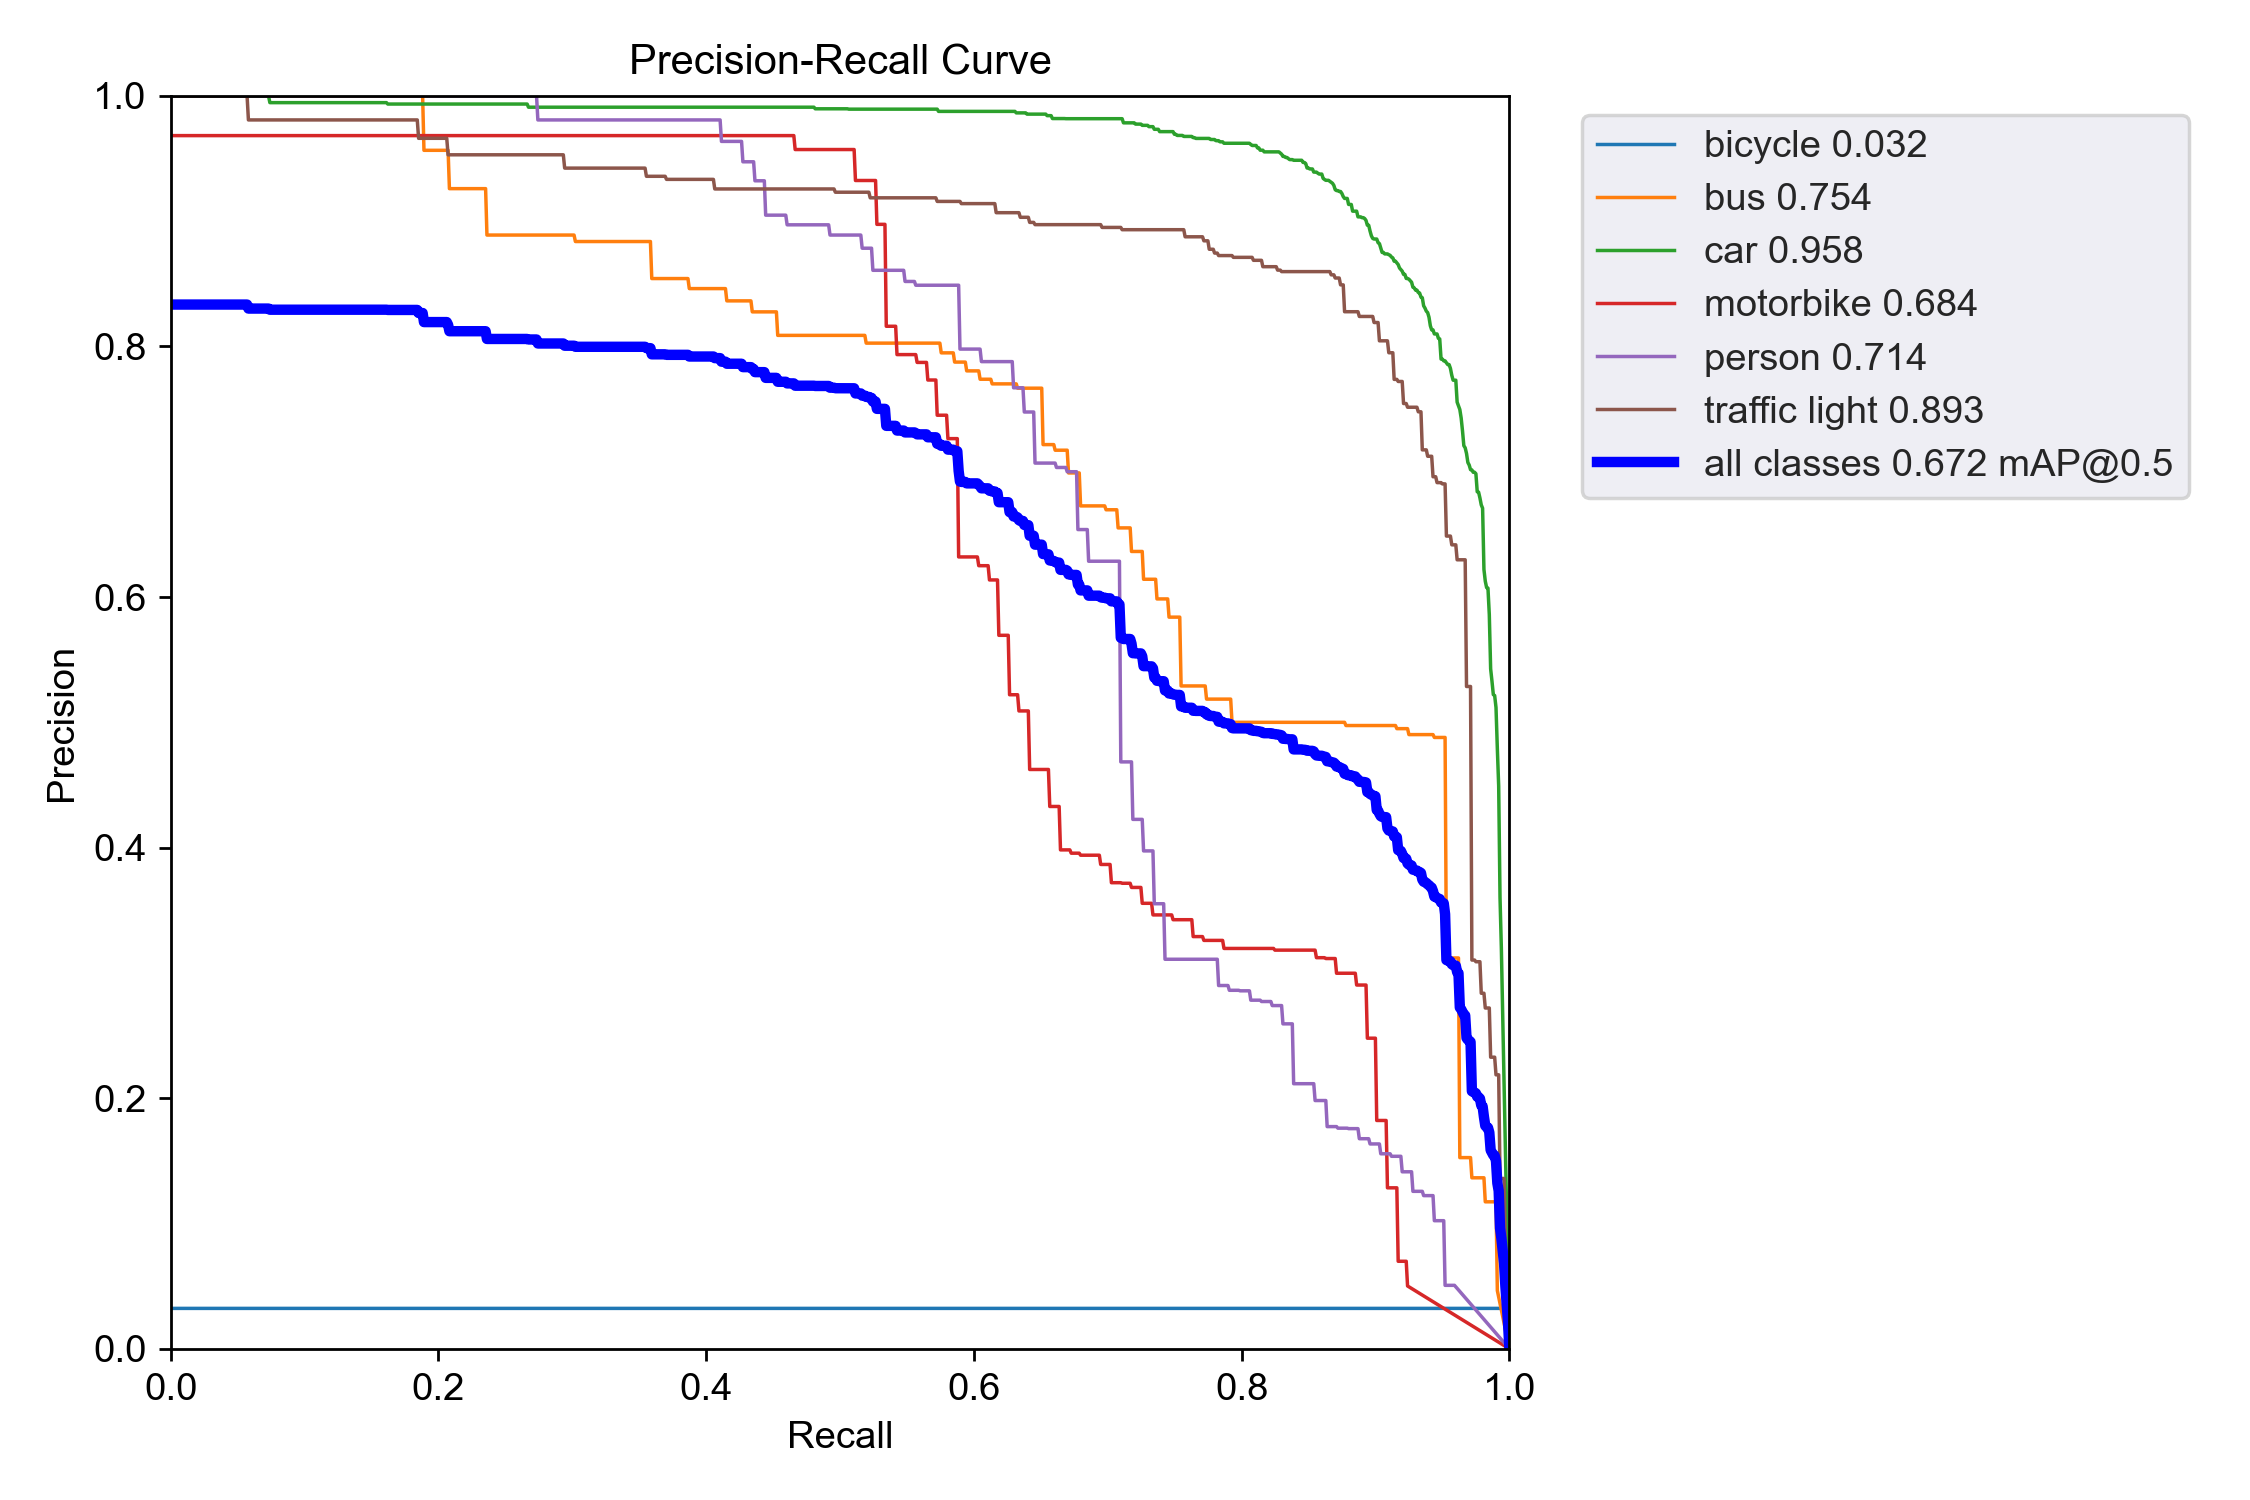 Precision-Recall Curve
1.0
0.8
0.6
0.4
0.2
0.0
Precision
0.0 0.2 0.4 0.6 0.8 1.0
Recall
bicycle 0.032
bus 0.754
car 0.958
motorbike 0.684
person 0.714
traffic light 0.893
all classes 0.672 mAP@0.5